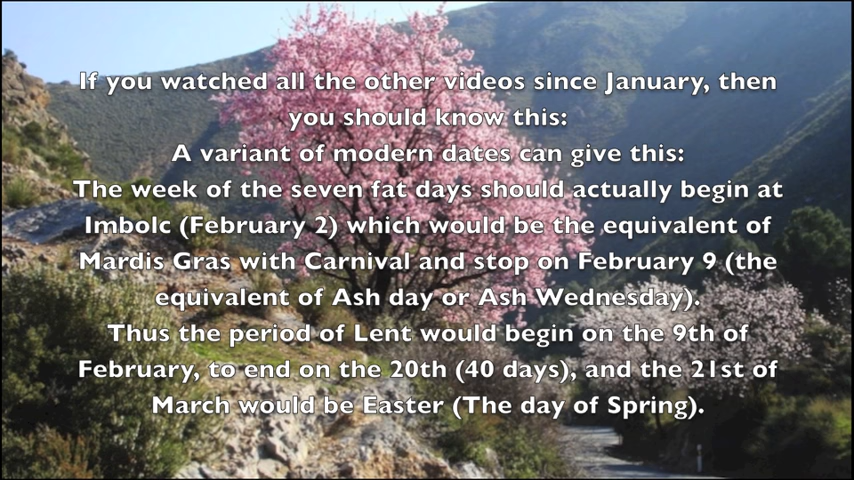 If you watched all the other videos since January, then
you should know this:
A variant of modern dates can give this:
The week of the seven fat days should actually begin at
Imbolc (February 2) which would be the equivalent of
Mardis Gras with Carnival and stop on February 9 (the
equivalent of Ash day or Ash Wednesday).
Thus the period of Lent would begin on the 9th of
February, to end on the 20th (40 days), and the 21st of
March would be Easter (The day of Spring).